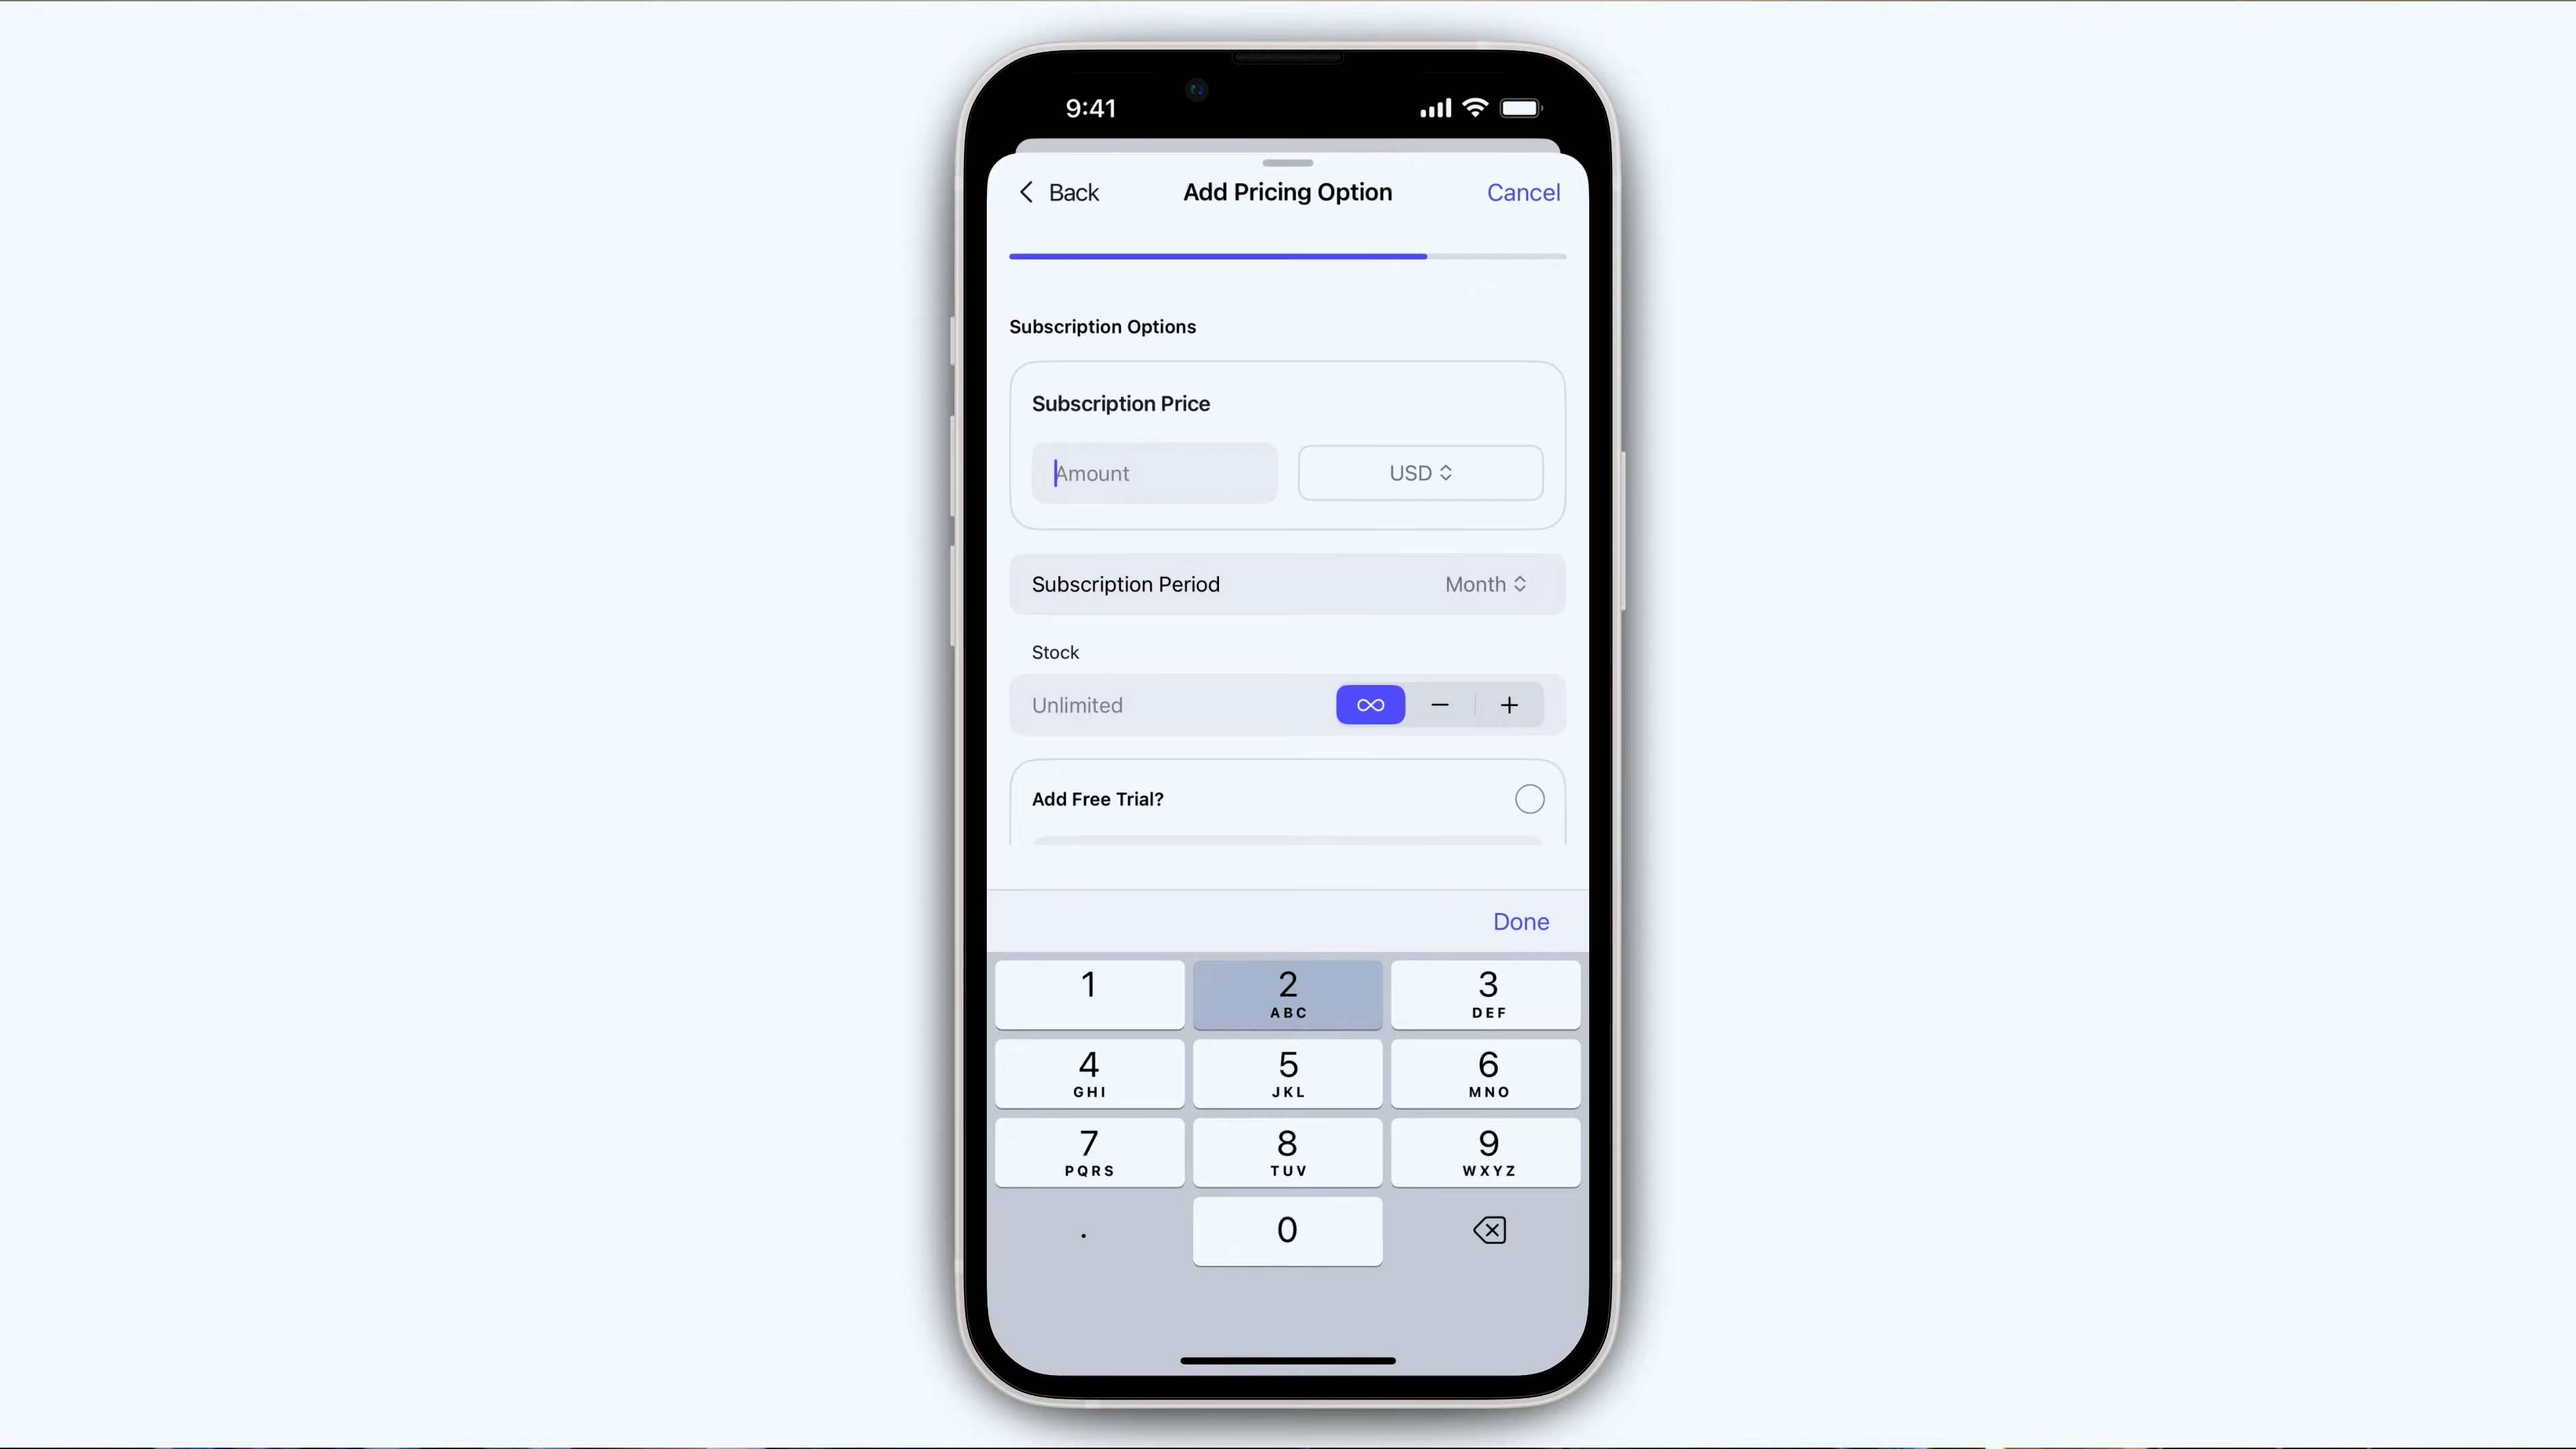 9:41
Back Add Pricing Option Cancel
Subscription Options
Subscription Price
Amount USD
Subscription Period Month
Stock
Unlimited ∞ − +
Add Free Trial?
Done
1 2 3
ABC DEF
4 5 6
GHI JKL MNO
7 8 9
PQRS TUV WXYZ
. 0